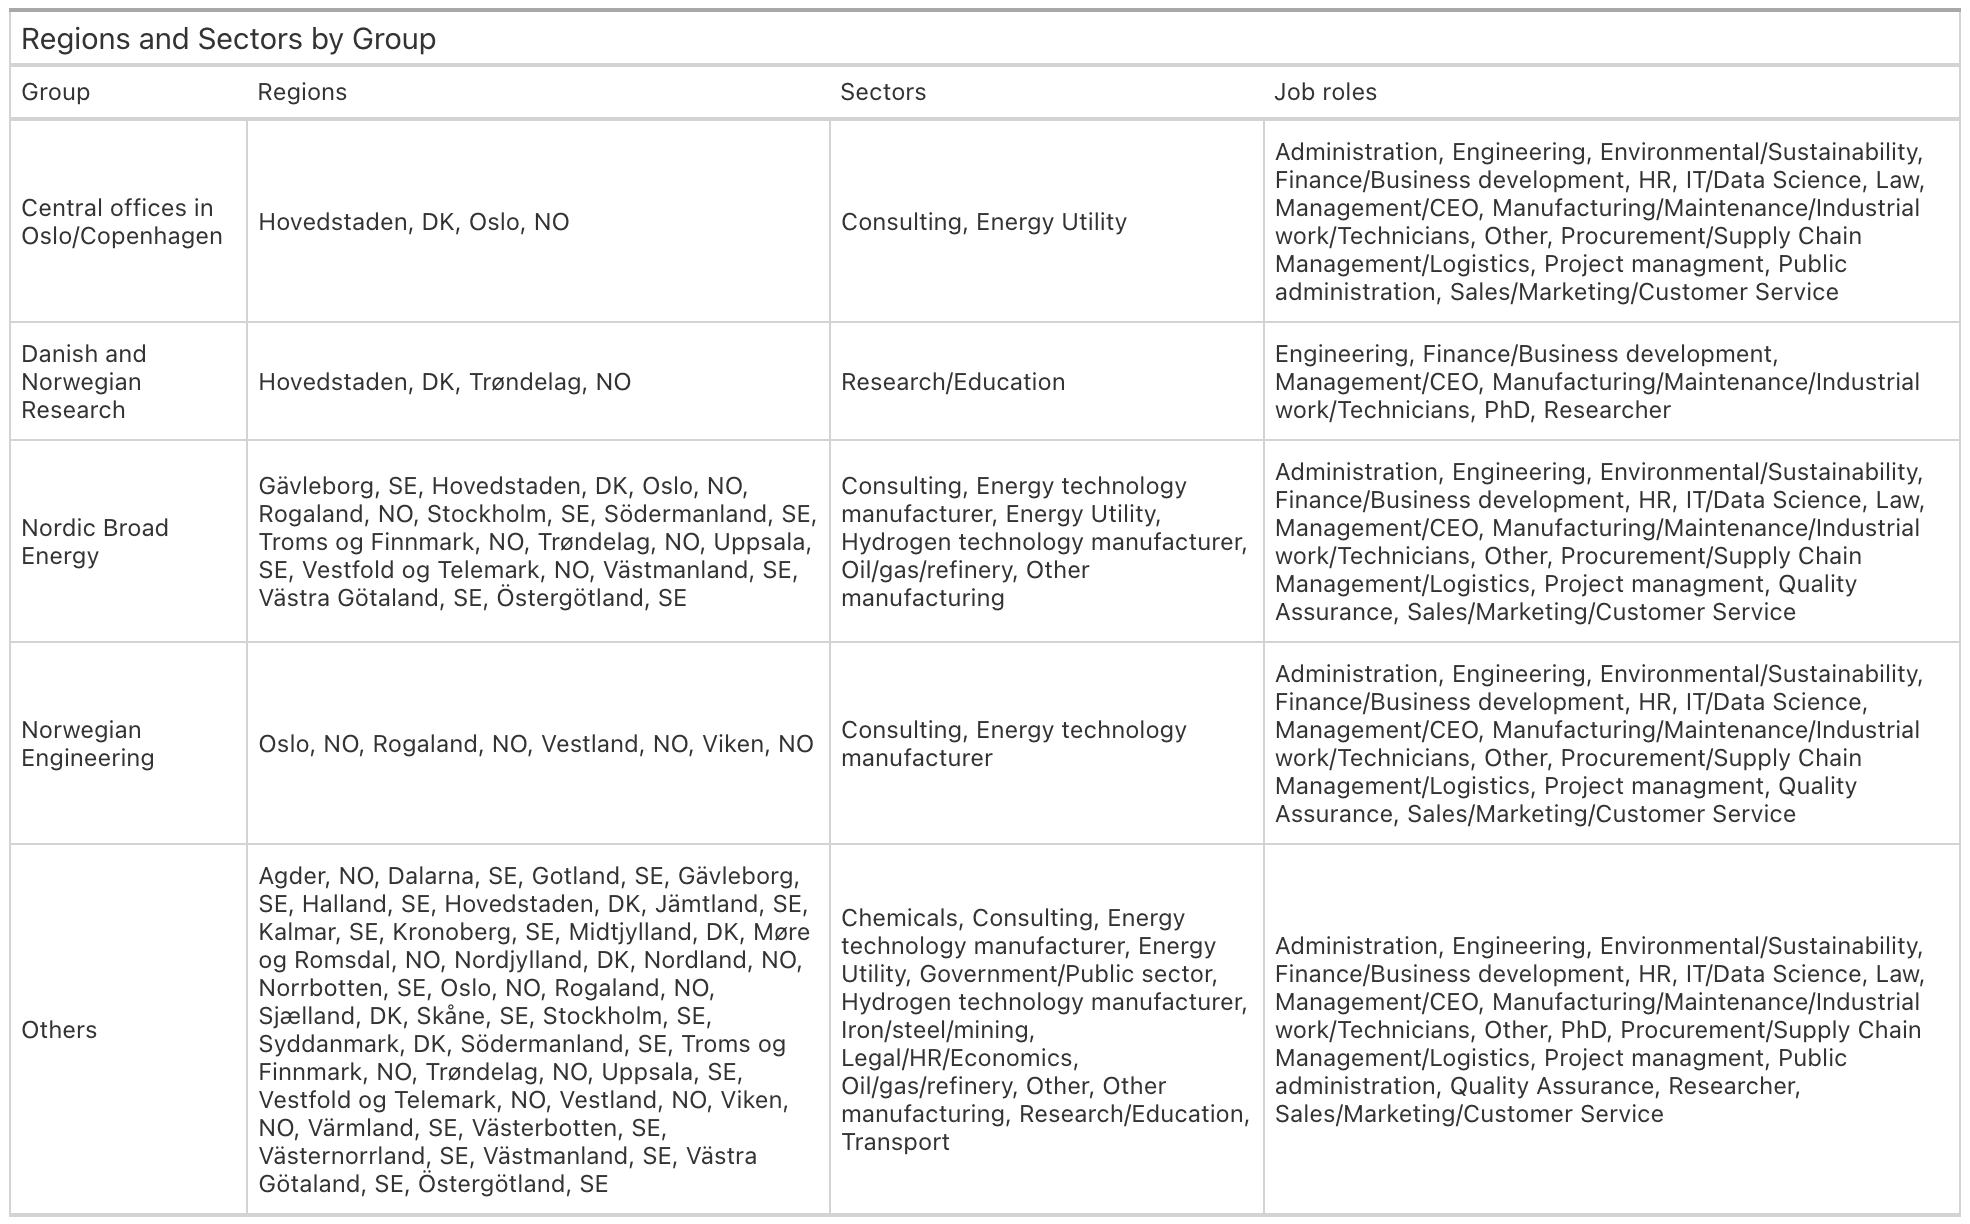 Regions and Sectors by Group
Group
Regions
Sectors
Job roles
Central offices in
Oslo/Copenhagen
Hovedstaden, DK, Oslo, NO
Consulting, Energy Utility
Administration, Engineering, Environmental/Sustainability,
Finance/Business development, HR, IT/Data Science, Law,
Management/CEO, Manufacturing/Maintenance/Industrial
work/Technicians, Other, Procurement/Supply Chain
Management/Logistics, Project managment, Public
administration, Sales/Marketing/Customer Service
Danish and
Norwegian
Research
Hovedstaden, DK, Trøndelag, NO
Research/Education
Engineering, Finance/Business development,
Management/CEO, Manufacturing/Maintenance/Industrial
work/Technicians, PhD, Researcher
Nordic Broad
Energy
Gävleborg, SE, Hovedstaden, DK, Oslo, NO,
Rogaland, NO, Stockholm, SE, Södermanland, SE,
Troms og Finnmark, NO, Trøndelag, NO, Uppsala,
SE, Vestfold og Telemark, NO, Västmanland, SE,
Västra Götaland, SE, Östergötland, SE
Consulting, Energy technology
manufacturer, Energy Utility,
Hydrogen technology manufacturer,
Oil/gas/refinery, Other
manufacturing
Administration, Engineering, Environmental/Sustainability,
Finance/Business development, HR, IT/Data Science, Law,
Management/CEO, Manufacturing/Maintenance/Industrial
work/Technicians, Other, Procurement/Supply Chain
Management/Logistics, Project managment, Quality
Assurance, Sales/Marketing/Customer Service
Norwegian
Engineering
Oslo, NO, Rogaland, NO, Vestland, NO, Viken, NO
Consulting, Energy technology
manufacturer
Administration, Engineering, Environmental/Sustainability,
Finance/Business development, HR, IT/Data Science,
Management/CEO, Manufacturing/Maintenance/Industrial
work/Technicians, Other, Procurement/Supply Chain
Management/Logistics, Project managment, Quality
Assurance, Sales/Marketing/Customer Service
Others
Agder, NO, Dalarna, SE, Gotland, SE, Gävleborg,
SE, Halland, SE, Hovedstaden, DK, Jämtland, SE,
Kalmar, SE, Kronoberg, SE, Midtjylland, DK, Møre
og Romsdal, NO, Nordjylland, DK, Nordland, NO,
Norrbotten, SE, Oslo, NO, Rogaland, NO,
Sjælland, DK, Skåne, SE, Stockholm, SE,
Syddanmark, DK, Södermanland, SE, Troms og
Finnmark, NO, Trøndelag, NO, Uppsala, SE,
Vestfold og Telemark, NO, Vestland, NO, Viken,
NO, Värmland, SE, Västerbotten, SE,
Västernorrland, SE, Västmanland, SE, Västra
Götaland, SE, Östergötland, SE
Chemicals, Consulting, Energy
technology manufacturer, Energy
Utility, Government/Public sector,
Hydrogen technology manufacturer,
Iron/steel/mining,
Legal/HR/Economics,
Oil/gas/refinery, Other, Other
manufacturing, Research/Education,
Transport
Administration, Engineering, Environmental/Sustainability,
Finance/Business development, HR, IT/Data Science, Law,
Management/CEO, Manufacturing/Maintenance/Industrial
work/Technicians, Other, PhD, Procurement/Supply Chain
Management/Logistics, Project managment, Public
administration, Quality Assurance, Researcher,
Sales/Marketing/Customer Service